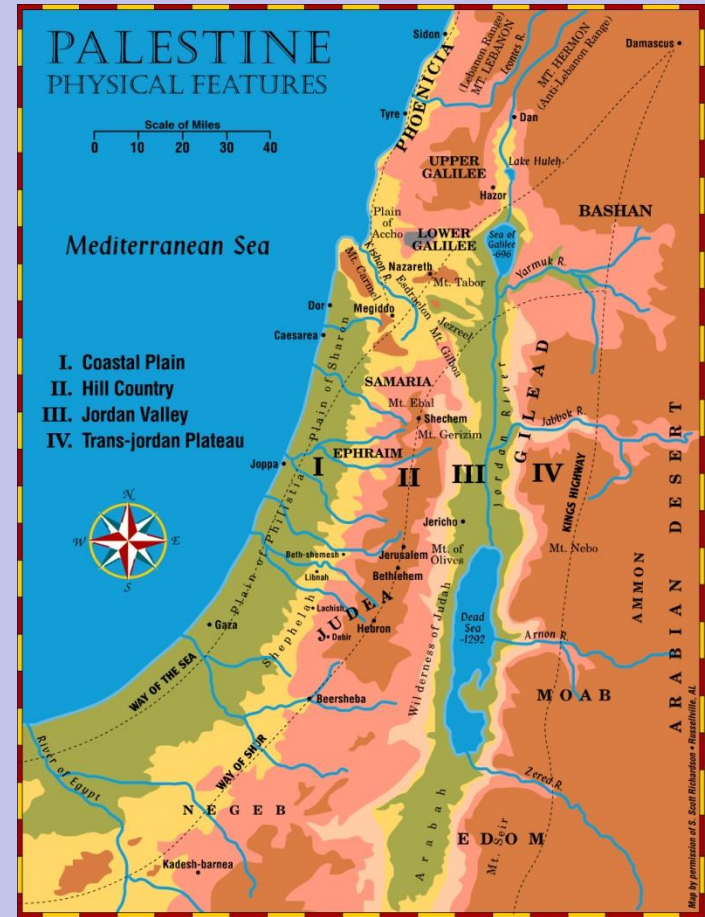 PALESTINE
PHYSICAL FEATURES
Scale of Miles
0 10 20 30 40
Sidon
PHOENICIA
(Lebanon Range)
MT. LEBANON
Leontes R.
MT. HERMON
(Anti-Lebanon Range)
Damascus
Tyre
Dan
UPPER
GALILEE
Lake Huleh
Hazor
BASHAN
Plain
of
Accho
LOWER
GALILEE
Sea of
Galilee
-696
Mediterranean Sea
Kishon R.
Nazareth
Mt. Tabor
Yarmuk R.
Mt. Carmel
Esdraelon
Dor
Megiddo
Jezreel
Caesarea
Mt. Gilboa
I. Coastal Plain
II. Hill Country
III. Jordan Valley
IV. Trans-jordan Plateau
Plain of Sharon
SAMARIA
Mt. Ebal
Shechem
Mt. Gerizim
Jordan River
GILEAD
Jabbok R.
EPHRAIM
Joppa
I
II
III
IV
KINGS HIGHWAY
ARABIAN DESERT
N
W E
S
Plain of Philistia
Jericho
Beth-shemesh
Jerusalem
Mt. of
Olives
Mt. Nebo
Libnah
Bethlehem
AMMON
Lachish
JUDEA
Debir
Hebron
Dead
Sea
-1292
Arnon R.
Gaza
Shephelah
Wilderness of Judah
WAY OF THE SEA
Beersheba
MOAB
River of Egypt
WAY OF SHUR
Zered R.
NEGEB
Arabah
EDOM
Mt. Seir
Kadesh-barnea
Map by permission of S. Scott Richardson • Russellville, AL